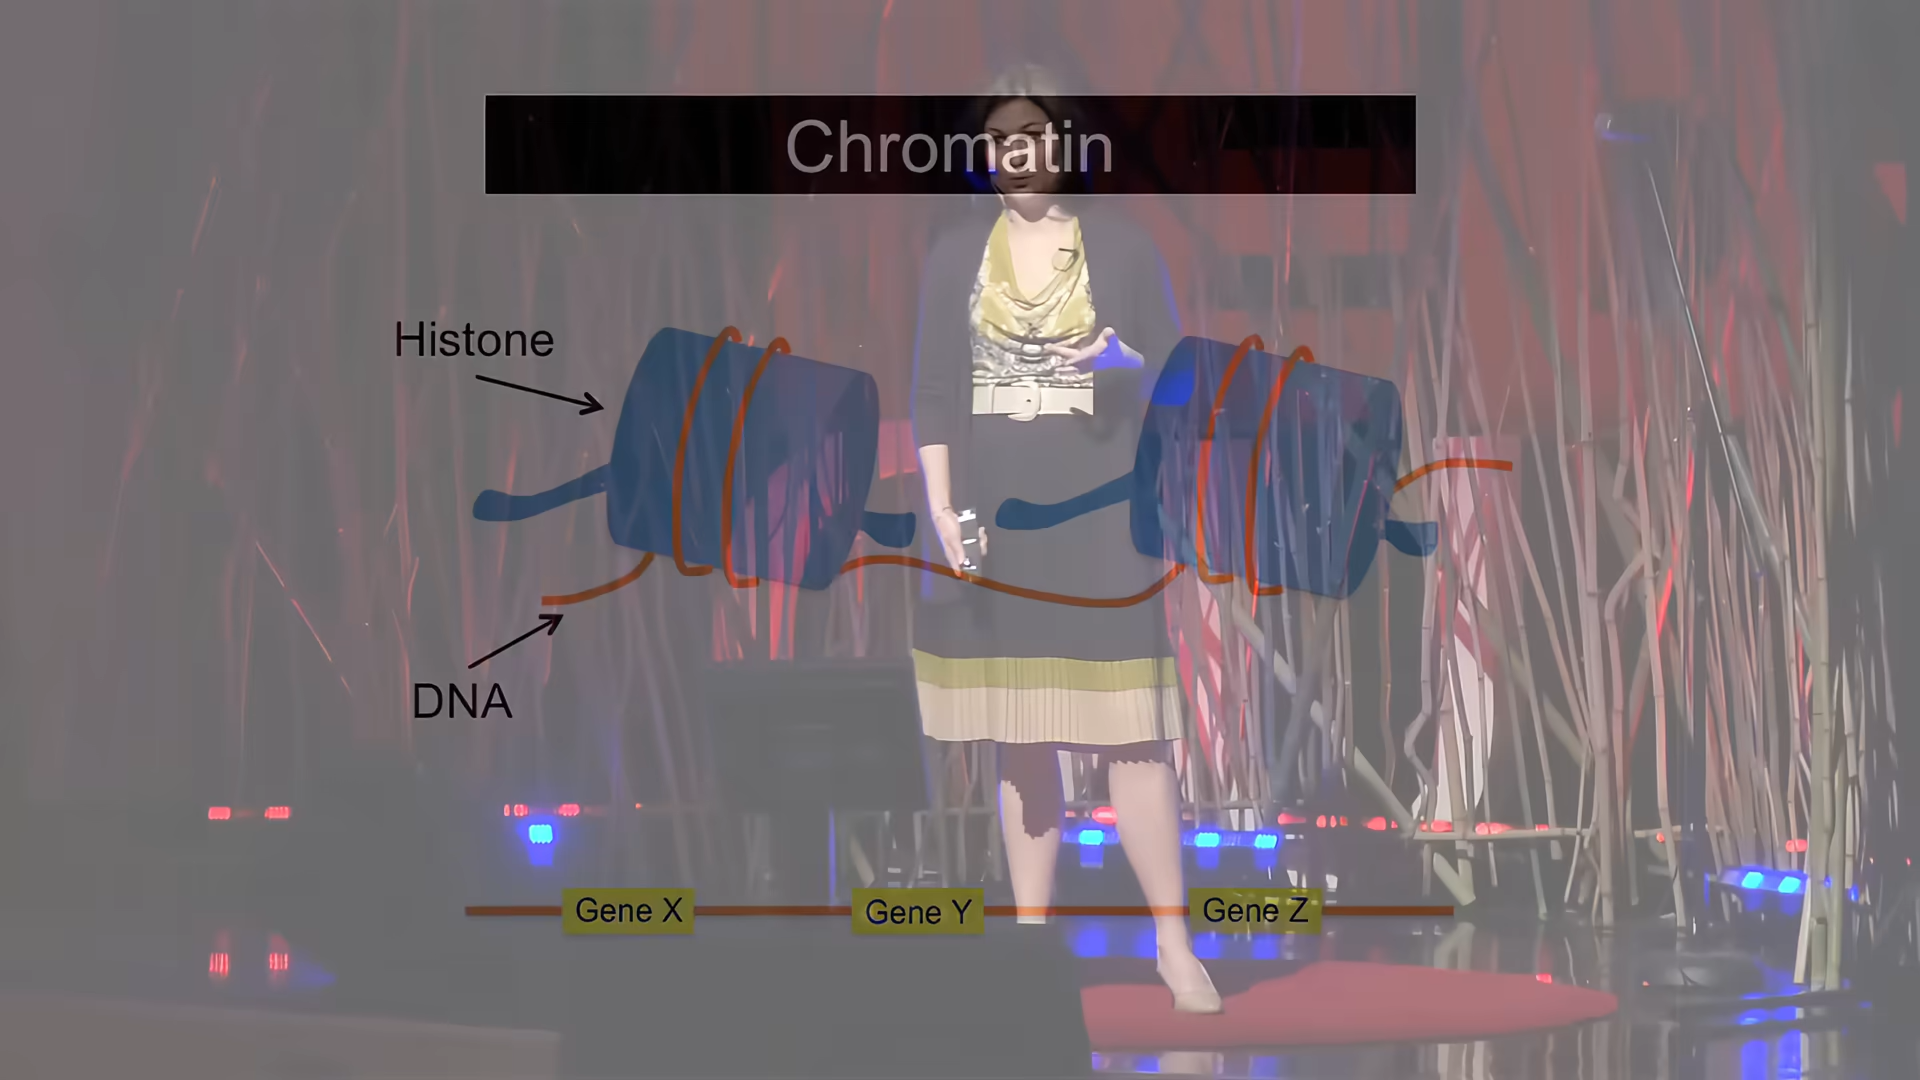 Chromatin
Histone
DNA
Gene X
Gene Y
Gene Z